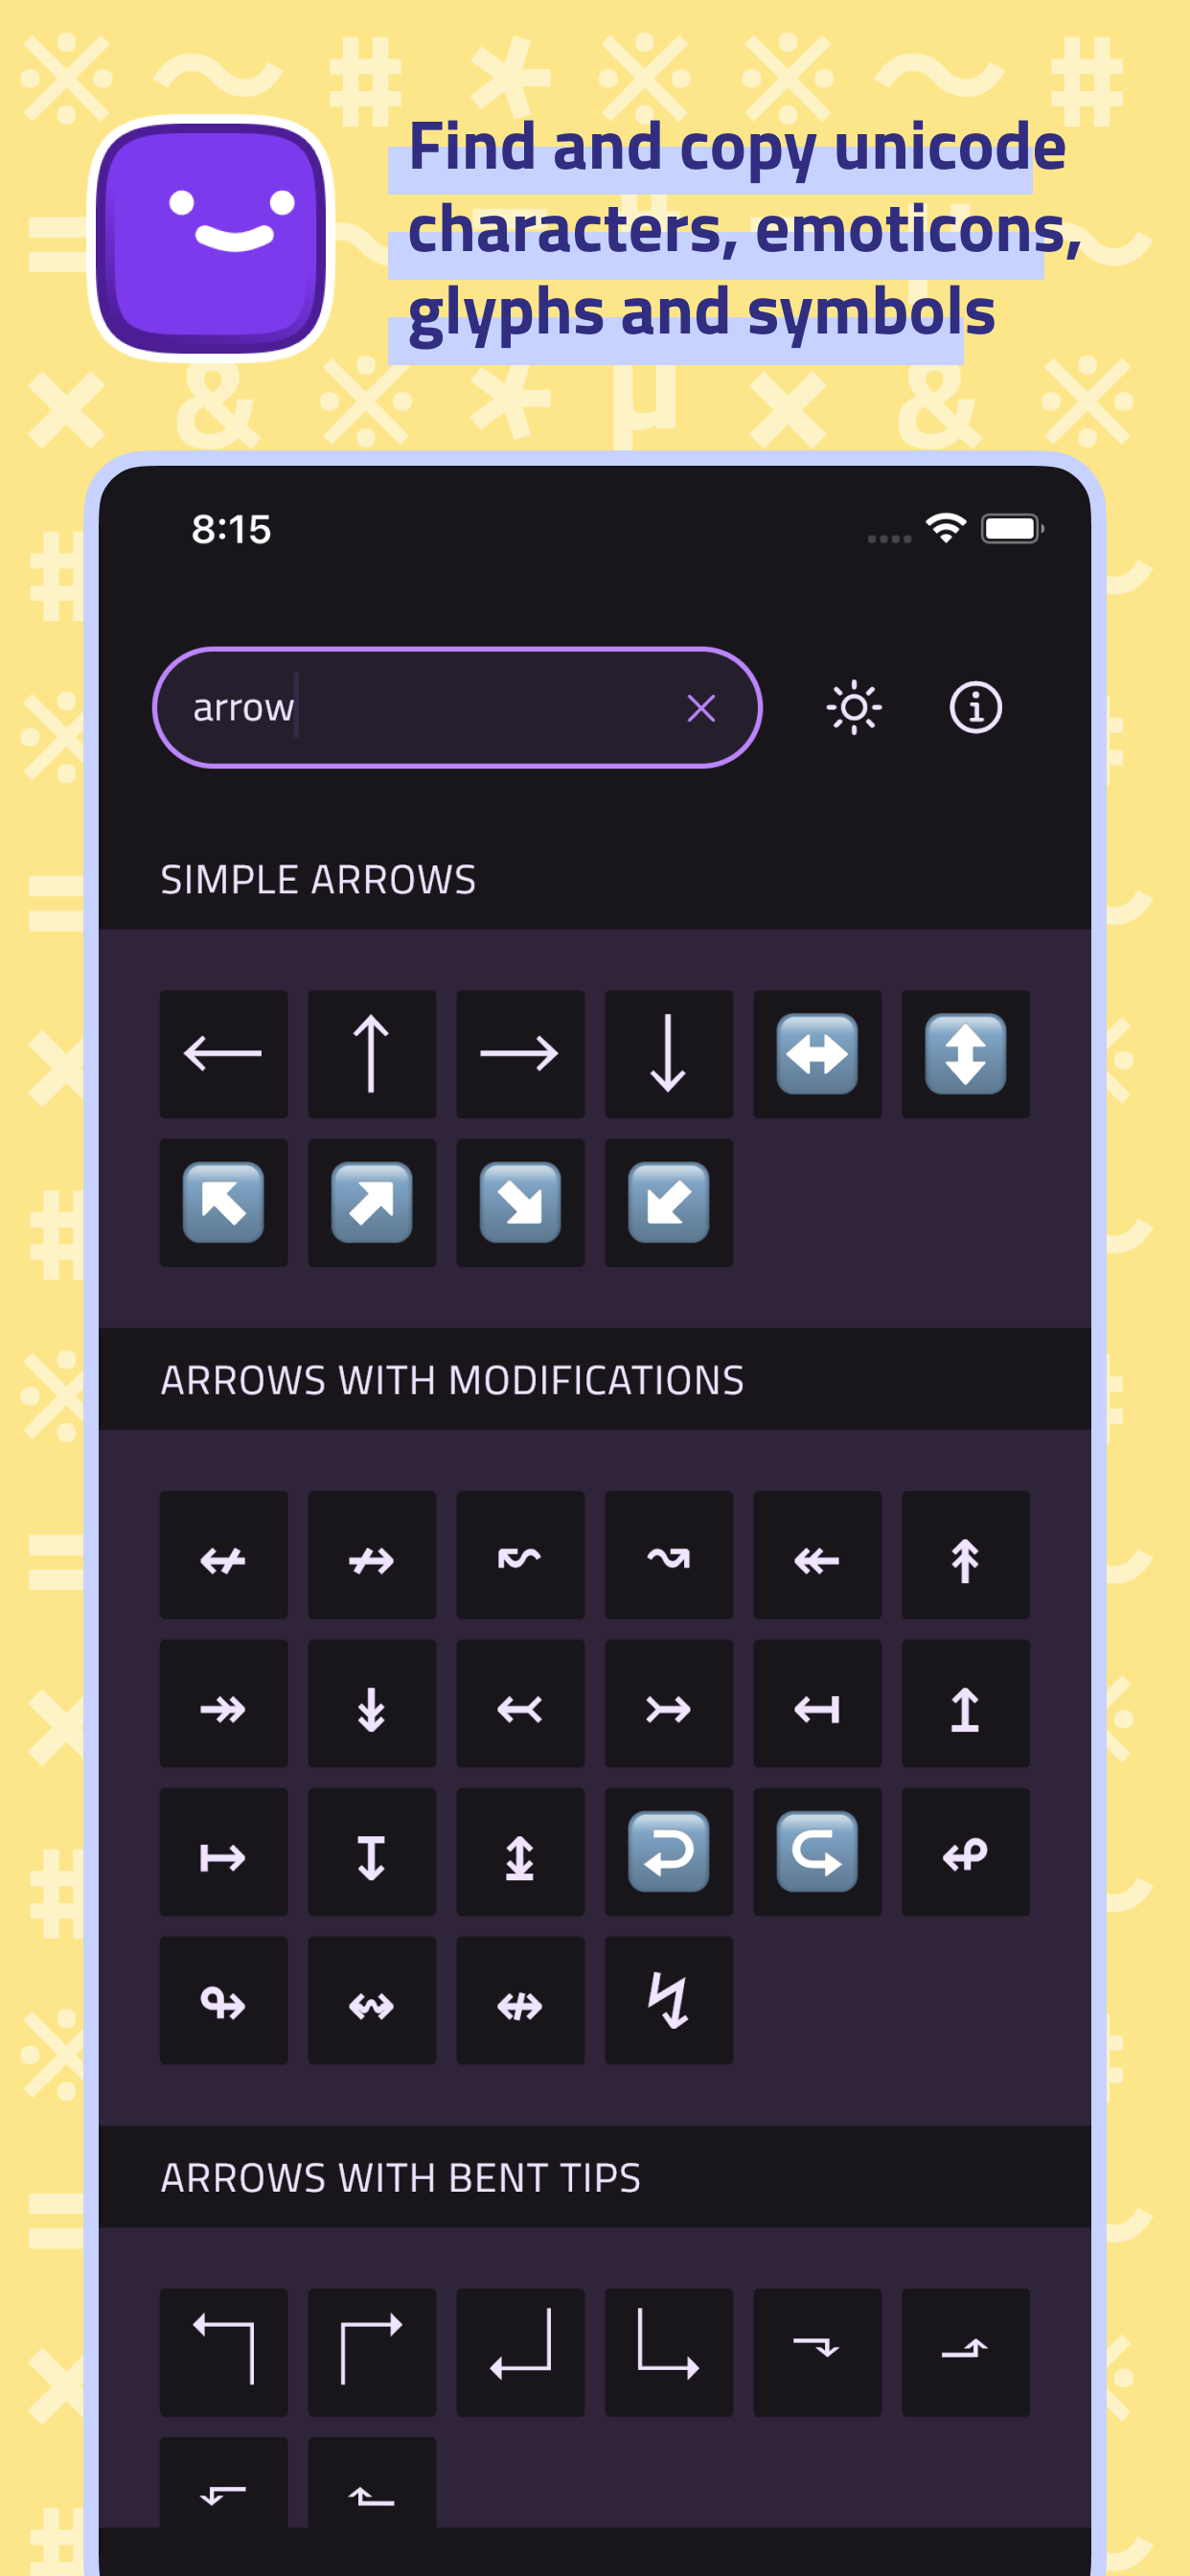 Find and copy unicode
characters, emoticons,
glyphs and symbols
8:15
arrow
SIMPLE ARROWS
← ↑ → ↓ ↔️ ↕️
↖️ ↗️ ↘️ ↙️
ARROWS WITH MODIFICATIONS
↚ ↛ ↜ ↝ ↞ ↟
↠ ↡ ↢ ↣ ↤ ↥
↦ ↧ ↨ ↩️ ↪️ ↫
↬ ↭ ↮ ↯
ARROWS WITH BENT TIPS
↰ ↱ ↲ ↳ ⬎ ⬏
⬐ ⬑